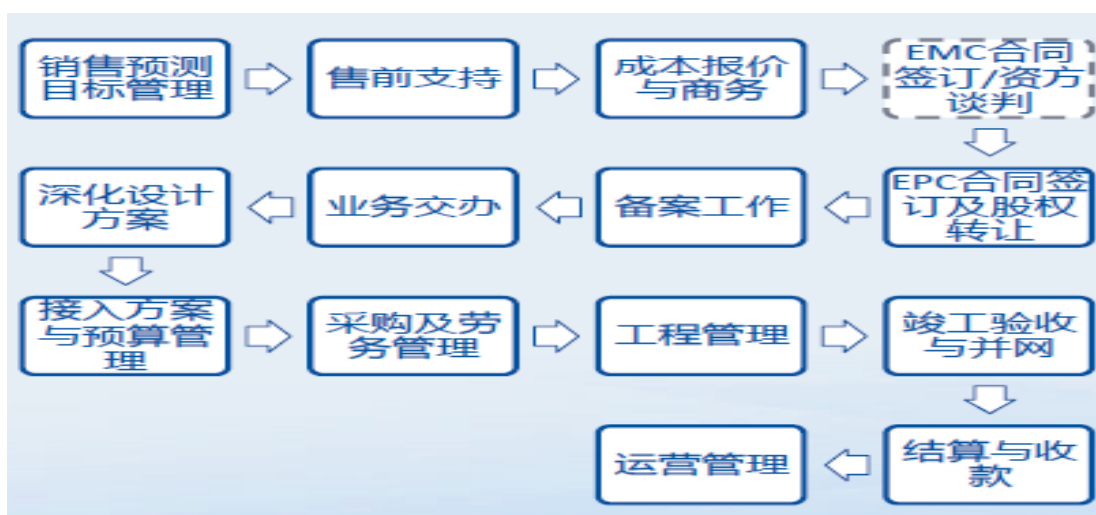 销售预测
目标管理
售前支持
成本报价
与商务
EMC合同
签订/资方
谈判
深化设计
方案
业务交办
备案工作
EPC合同签
订及股权
转让
接入方案
与预算管
理
采购及劳
务管理
工程管理
竣工验收
与并网
运营管理
结算与收
款